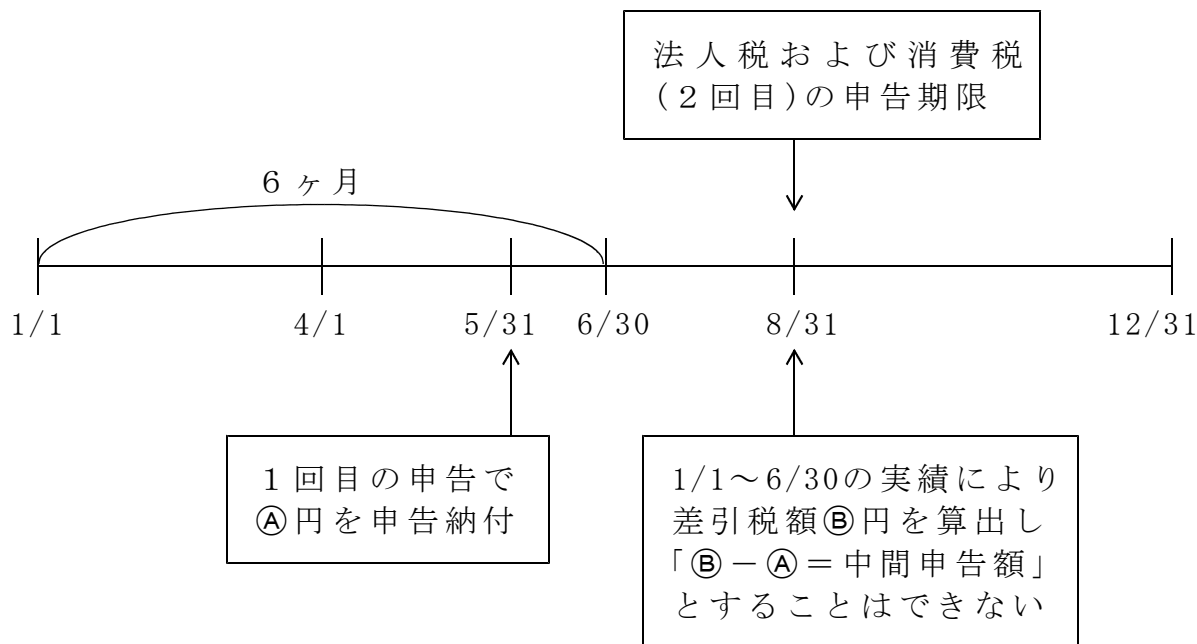 法人税および消費税
(2回目)の申告期限
6ヶ月
1/1
4/1
5/31
6/30
8/31
12/31
1回目の申告で
Ⓐ円を申告納付
1/1〜6/30の実績により
差引税額Ⓑ円を算出し
「Ⓑ-Ⓐ=中間申告額」
とすることはできない